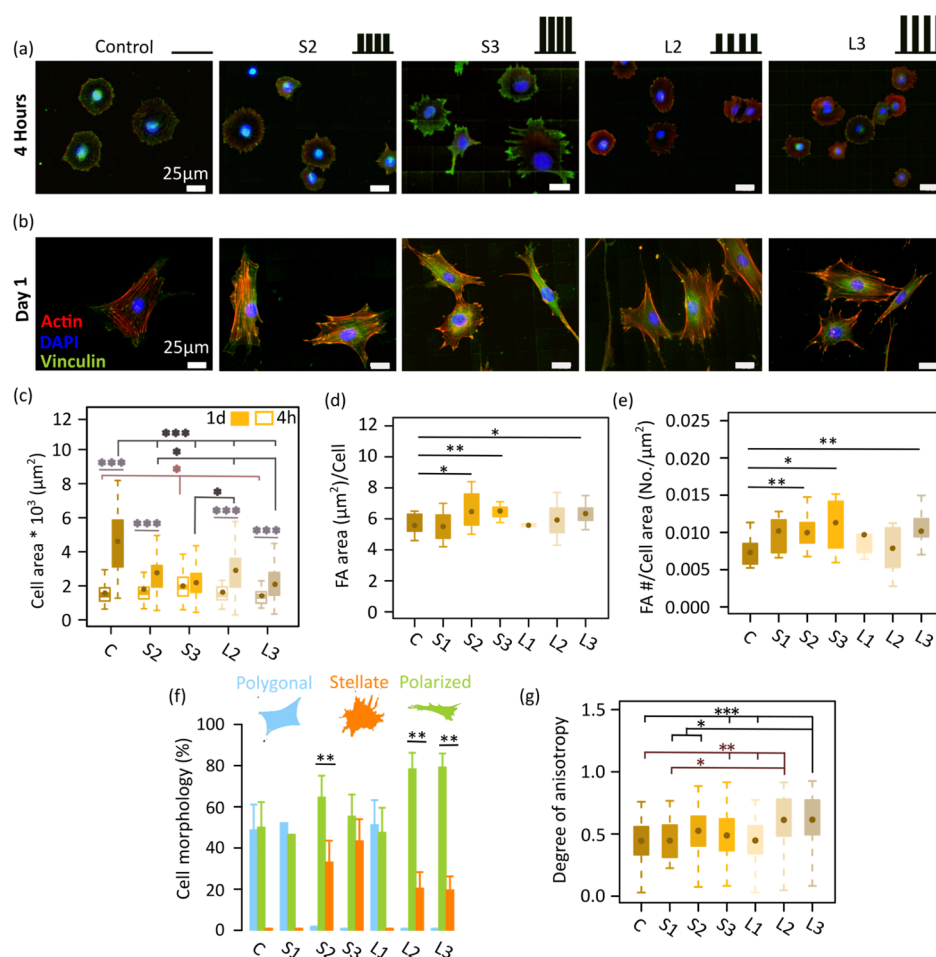 (a)
Control
S2
S3
L2
L3
4 Hours
25µm
(b)
Day 1
Actin
DAPI
Vinculin
25µm
(c)
Cell area * 10³ (µm²)
12
10
8
6
4
2
0
1d
4h
***
***
*
*
*
***
***
***
C
S2
S3
L2
L3
(d)
FA area (µm²)/Cell
12
10
8
6
4
2
0
*
**
*
C
S1
S2
S3
L1
L2
L3
(e)
FA #/Cell area (No./µm²)
0.025
0.020
0.015
0.010
0.005
0.000
**
*
**
C
S1
S2
S3
L1
L2
L3
(f)
Polygonal
Stellate
Polarized
Cell morphology (%)
100
80
60
40
20
0
**
**
**
C
S1
S2
S3
L1
L2
L3
(g)
Degree of anisotropy
1.5
1.0
0.5
0.0
***
*
**
*
C
S1
S2
S3
L1
L2
L3